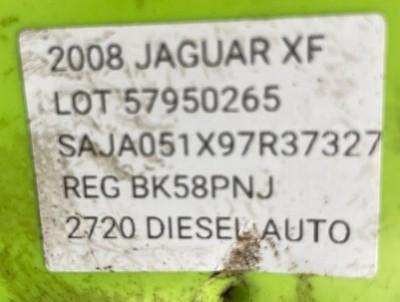 2008 JAGUAR XF
LOT 57950265
SAJA051X97R37327
REG BK58PNJ
2720 DIESEL AUTO